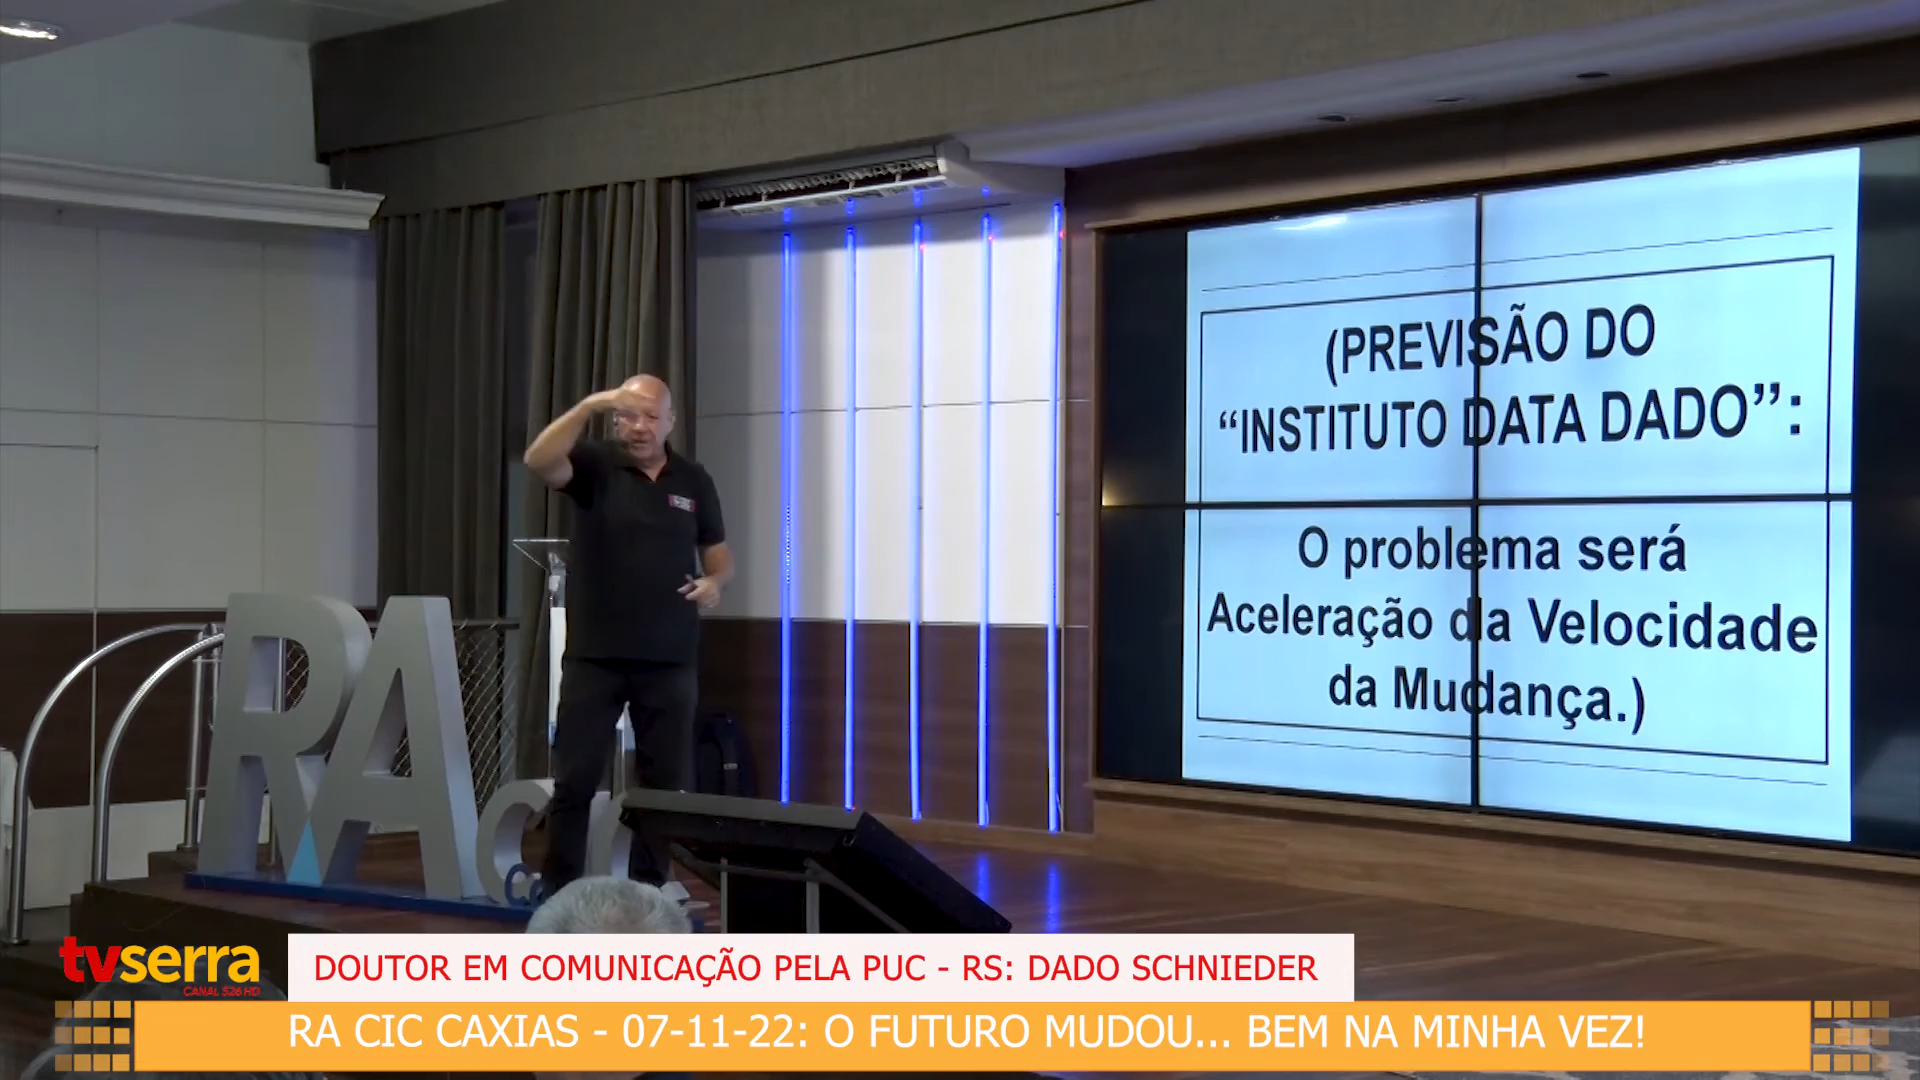 (PREVISÃO DO
“INSTITUTO DATA DADO”:
O problema será
Aceleração da Velocidade
da Mudança.)
RA
tvserra
CANAL 526 HD
DOUTOR EM COMUNICAÇÃO PELA PUC - RS: DADO SCHNIEDER
RA CIC CAXIAS - 07-11-22: O FUTURO MUDOU... BEM NA MINHA VEZ!